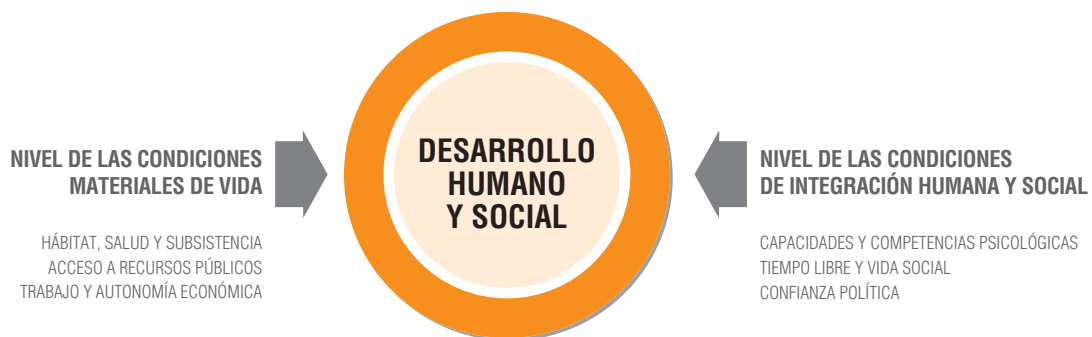 NIVEL DE LAS CONDICIONES
MATERIALES DE VIDA
HÁBITAT, SALUD Y SUBSISTENCIA
ACCESO A RECURSOS PÚBLICOS
TRABAJO Y AUTONOMÍA ECONÓMICA
DESARROLLO
HUMANO
Y SOCIAL
NIVEL DE LAS CONDICIONES
DE INTEGRACIÓN HUMANA Y SOCIAL
CAPACIDADES Y COMPETENCIAS PSICOLÓGICAS
TIEMPO LIBRE Y VIDA SOCIAL
CONFIANZA POLÍTICA